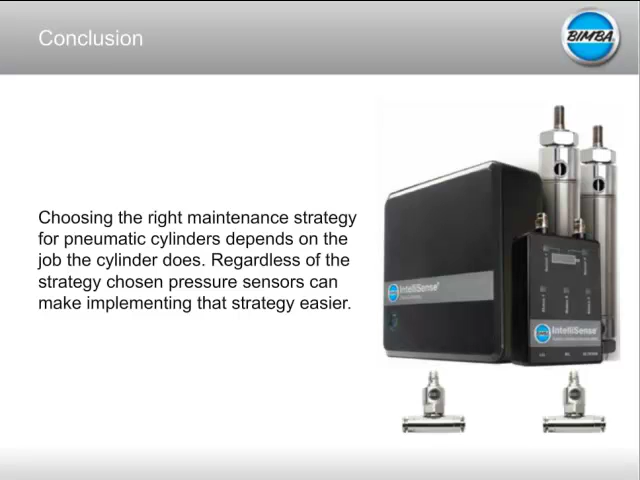 Conclusion
BIMBA
Choosing the right maintenance strategy
for pneumatic cylinders depends on the
job the cylinder does. Regardless of the
strategy chosen pressure sensors can
make implementing that strategy easier.
IntelliSense®
IntelliSense®